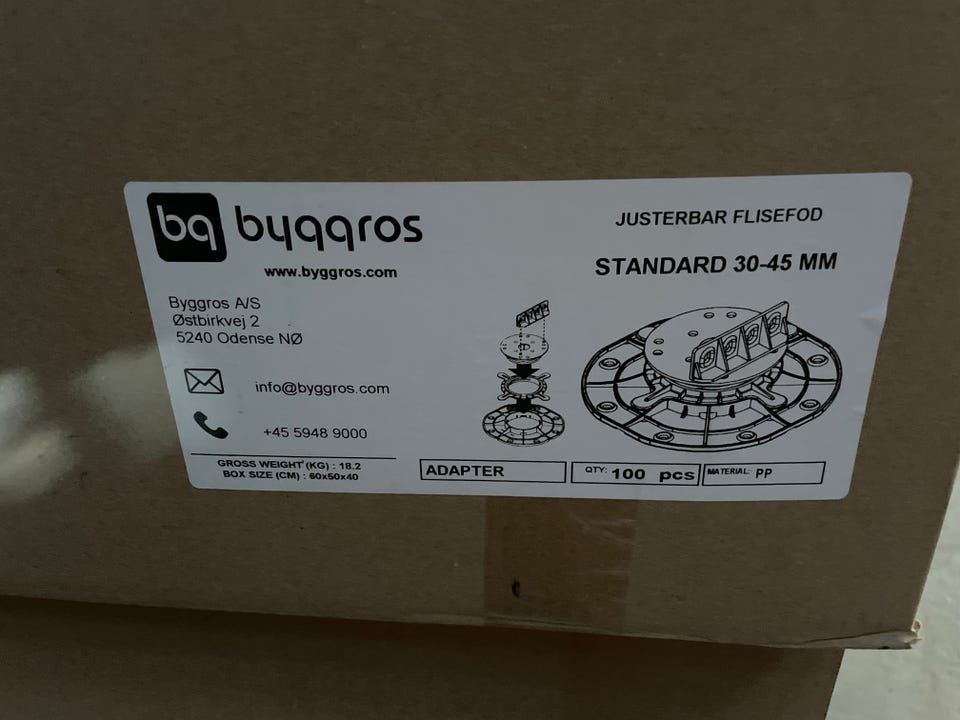 bg byggros
www.byggros.com
Byggros A/S
Østbirkvej 2
5240 Odense NØ
info@byggros.com
+45 5948 9000
GROSS WEIGHT (KG) : 18.2
BOX SIZE (CM) : 60x50x40
JUSTERBAR FLISEFOD
STANDARD 30-45 MM
ADAPTER
QTY: 100 pcs
MATERIAL: PP